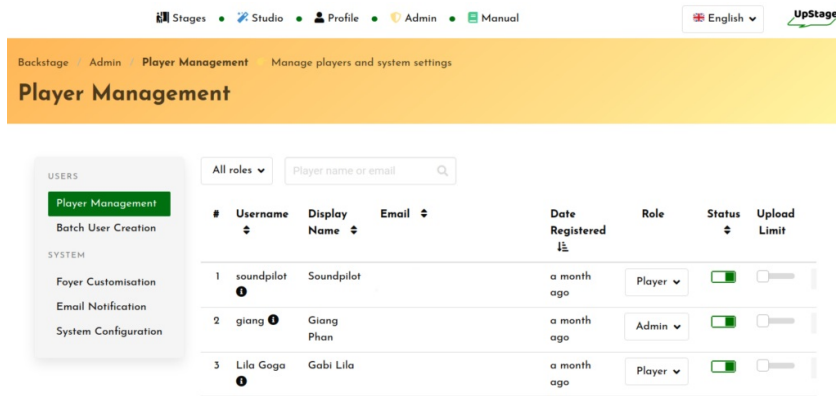 Stages • Studio • Profile • Admin • Manual English UpStage
Backstage / Admin / Player Management • Manage players and system settings
Player Management
USERS
Player Management
Batch User Creation
SYSTEM
Foyer Customisation
Email Notification
System Configuration
All roles Player name or email
# Username Display Name Email Date Registered Role Status Upload Limit
1 soundpilot Soundpilot a month ago Player
2 giang Giang Phan a month ago Admin
3 Lila Goga Gabi Lila a month ago Player